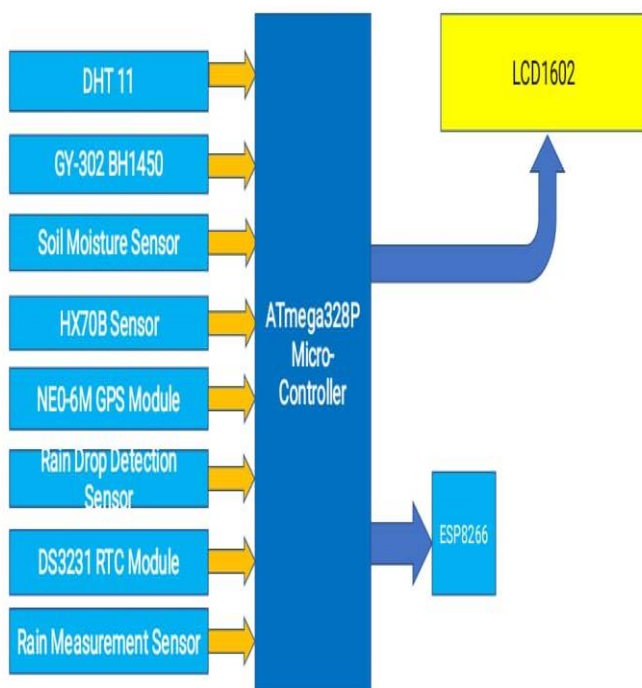 DHT 11
GY-302 BH1450
Soil Moisture Sensor
HX70B Sensor
NE0-6M GPS Module
Rain Drop Detection
Sensor
DS3231 RTC Module
Rain Measurement Sensor
ATmega328P
Micro-
Controller
LCD1602
ESP8266